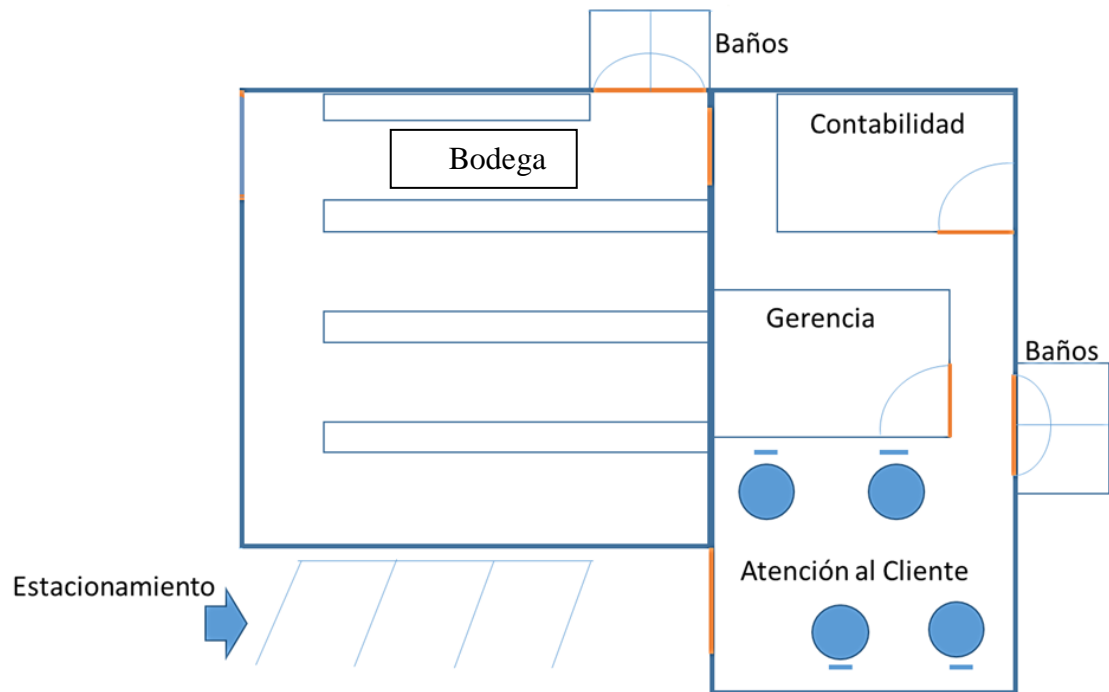 Baños
Contabilidad
Bodega
Gerencia
Baños
Atención al Cliente
Estacionamiento